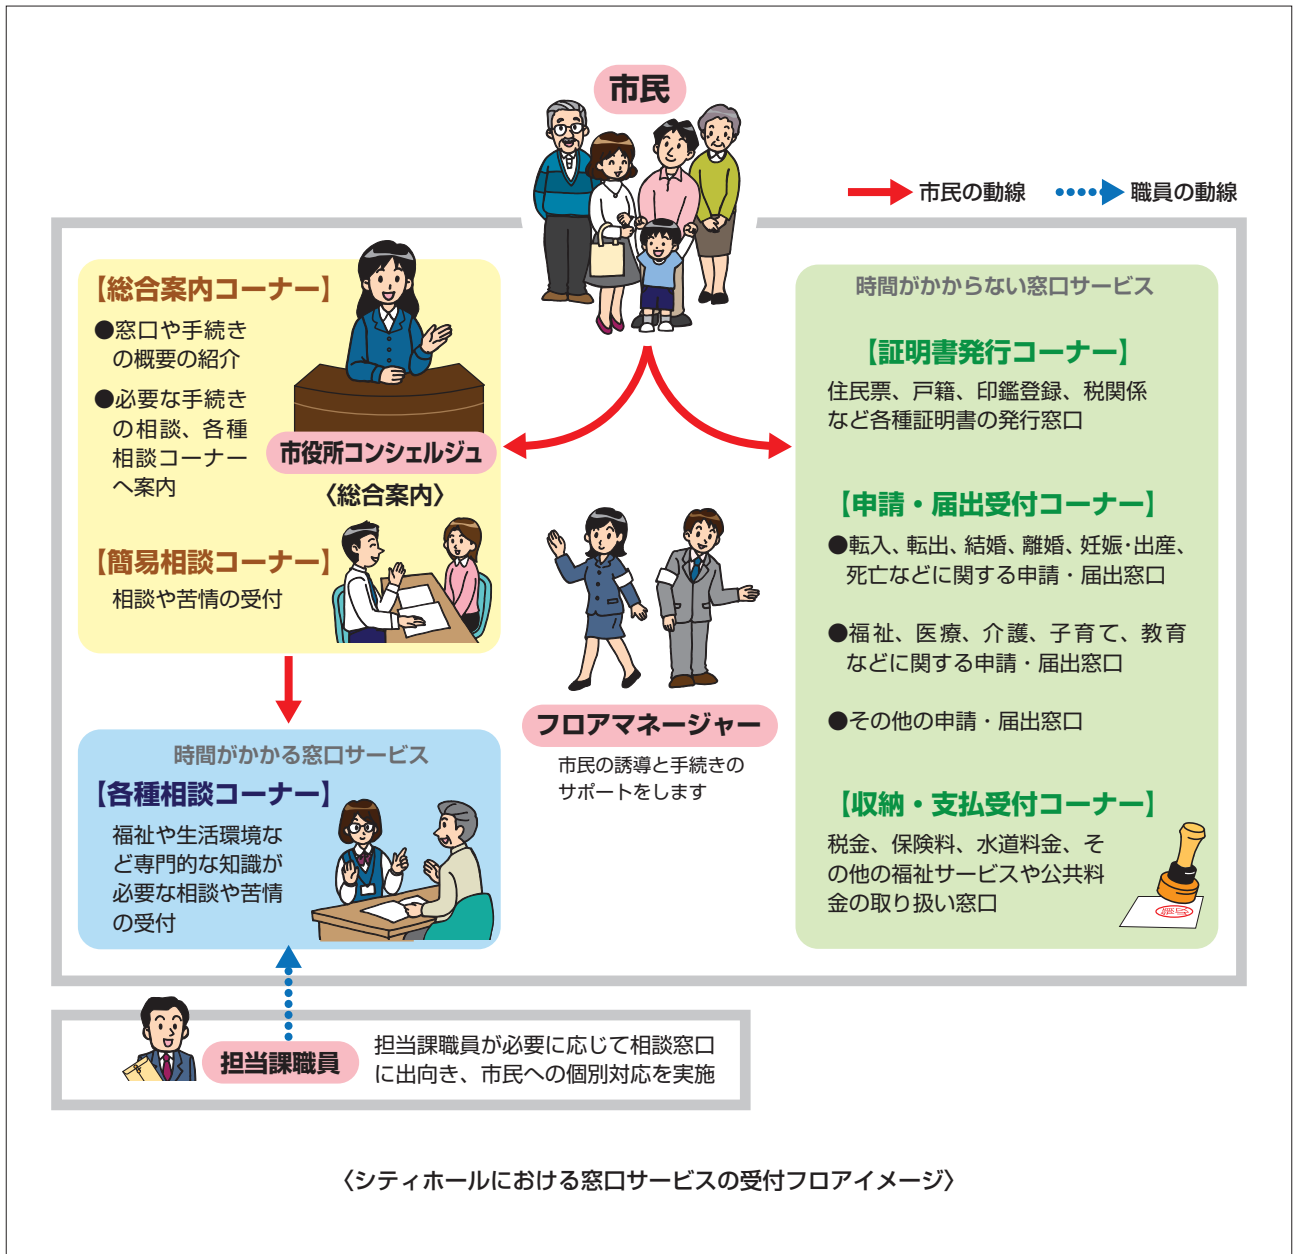 市民
市民の動線
職員の動線
【総合案内コーナー】
●窓口や手続き
の概要の紹介
●必要な手続き
の相談、各種
相談コーナー
へ案内
市役所コンシェルジュ
〈総合案内〉
【簡易相談コーナー】
相談や苦情の受付
時間がかかる窓口サービス
【各種相談コーナー】
福祉や生活環境な
ど専門的な知識が
必要な相談や苦情
の受付
フロアマネージャー
市民の誘導と手続きの
サポートをします
時間がかからない窓口サービス
【証明書発行コーナー】
住民票、戸籍、印鑑登録、税関係
など各種証明書の発行窓口
【申請・届出受付コーナー】
●転入、転出、結婚、離婚、妊娠・出産、
死亡などに関する申請・届出窓口
●福祉、医療、介護、子育て、教育
などに関する申請・届出窓口
●その他の申請・届出窓口
【収納・支払受付コーナー】
税金、保険料、水道料金、そ
の他の福祉サービスや公共料
金の取り扱い窓口
担当課職員
担当課職員が必要に応じて相談窓口
に出向き、市民への個別対応を実施
〈シティホールにおける窓口サービスの受付フロアイメージ〉